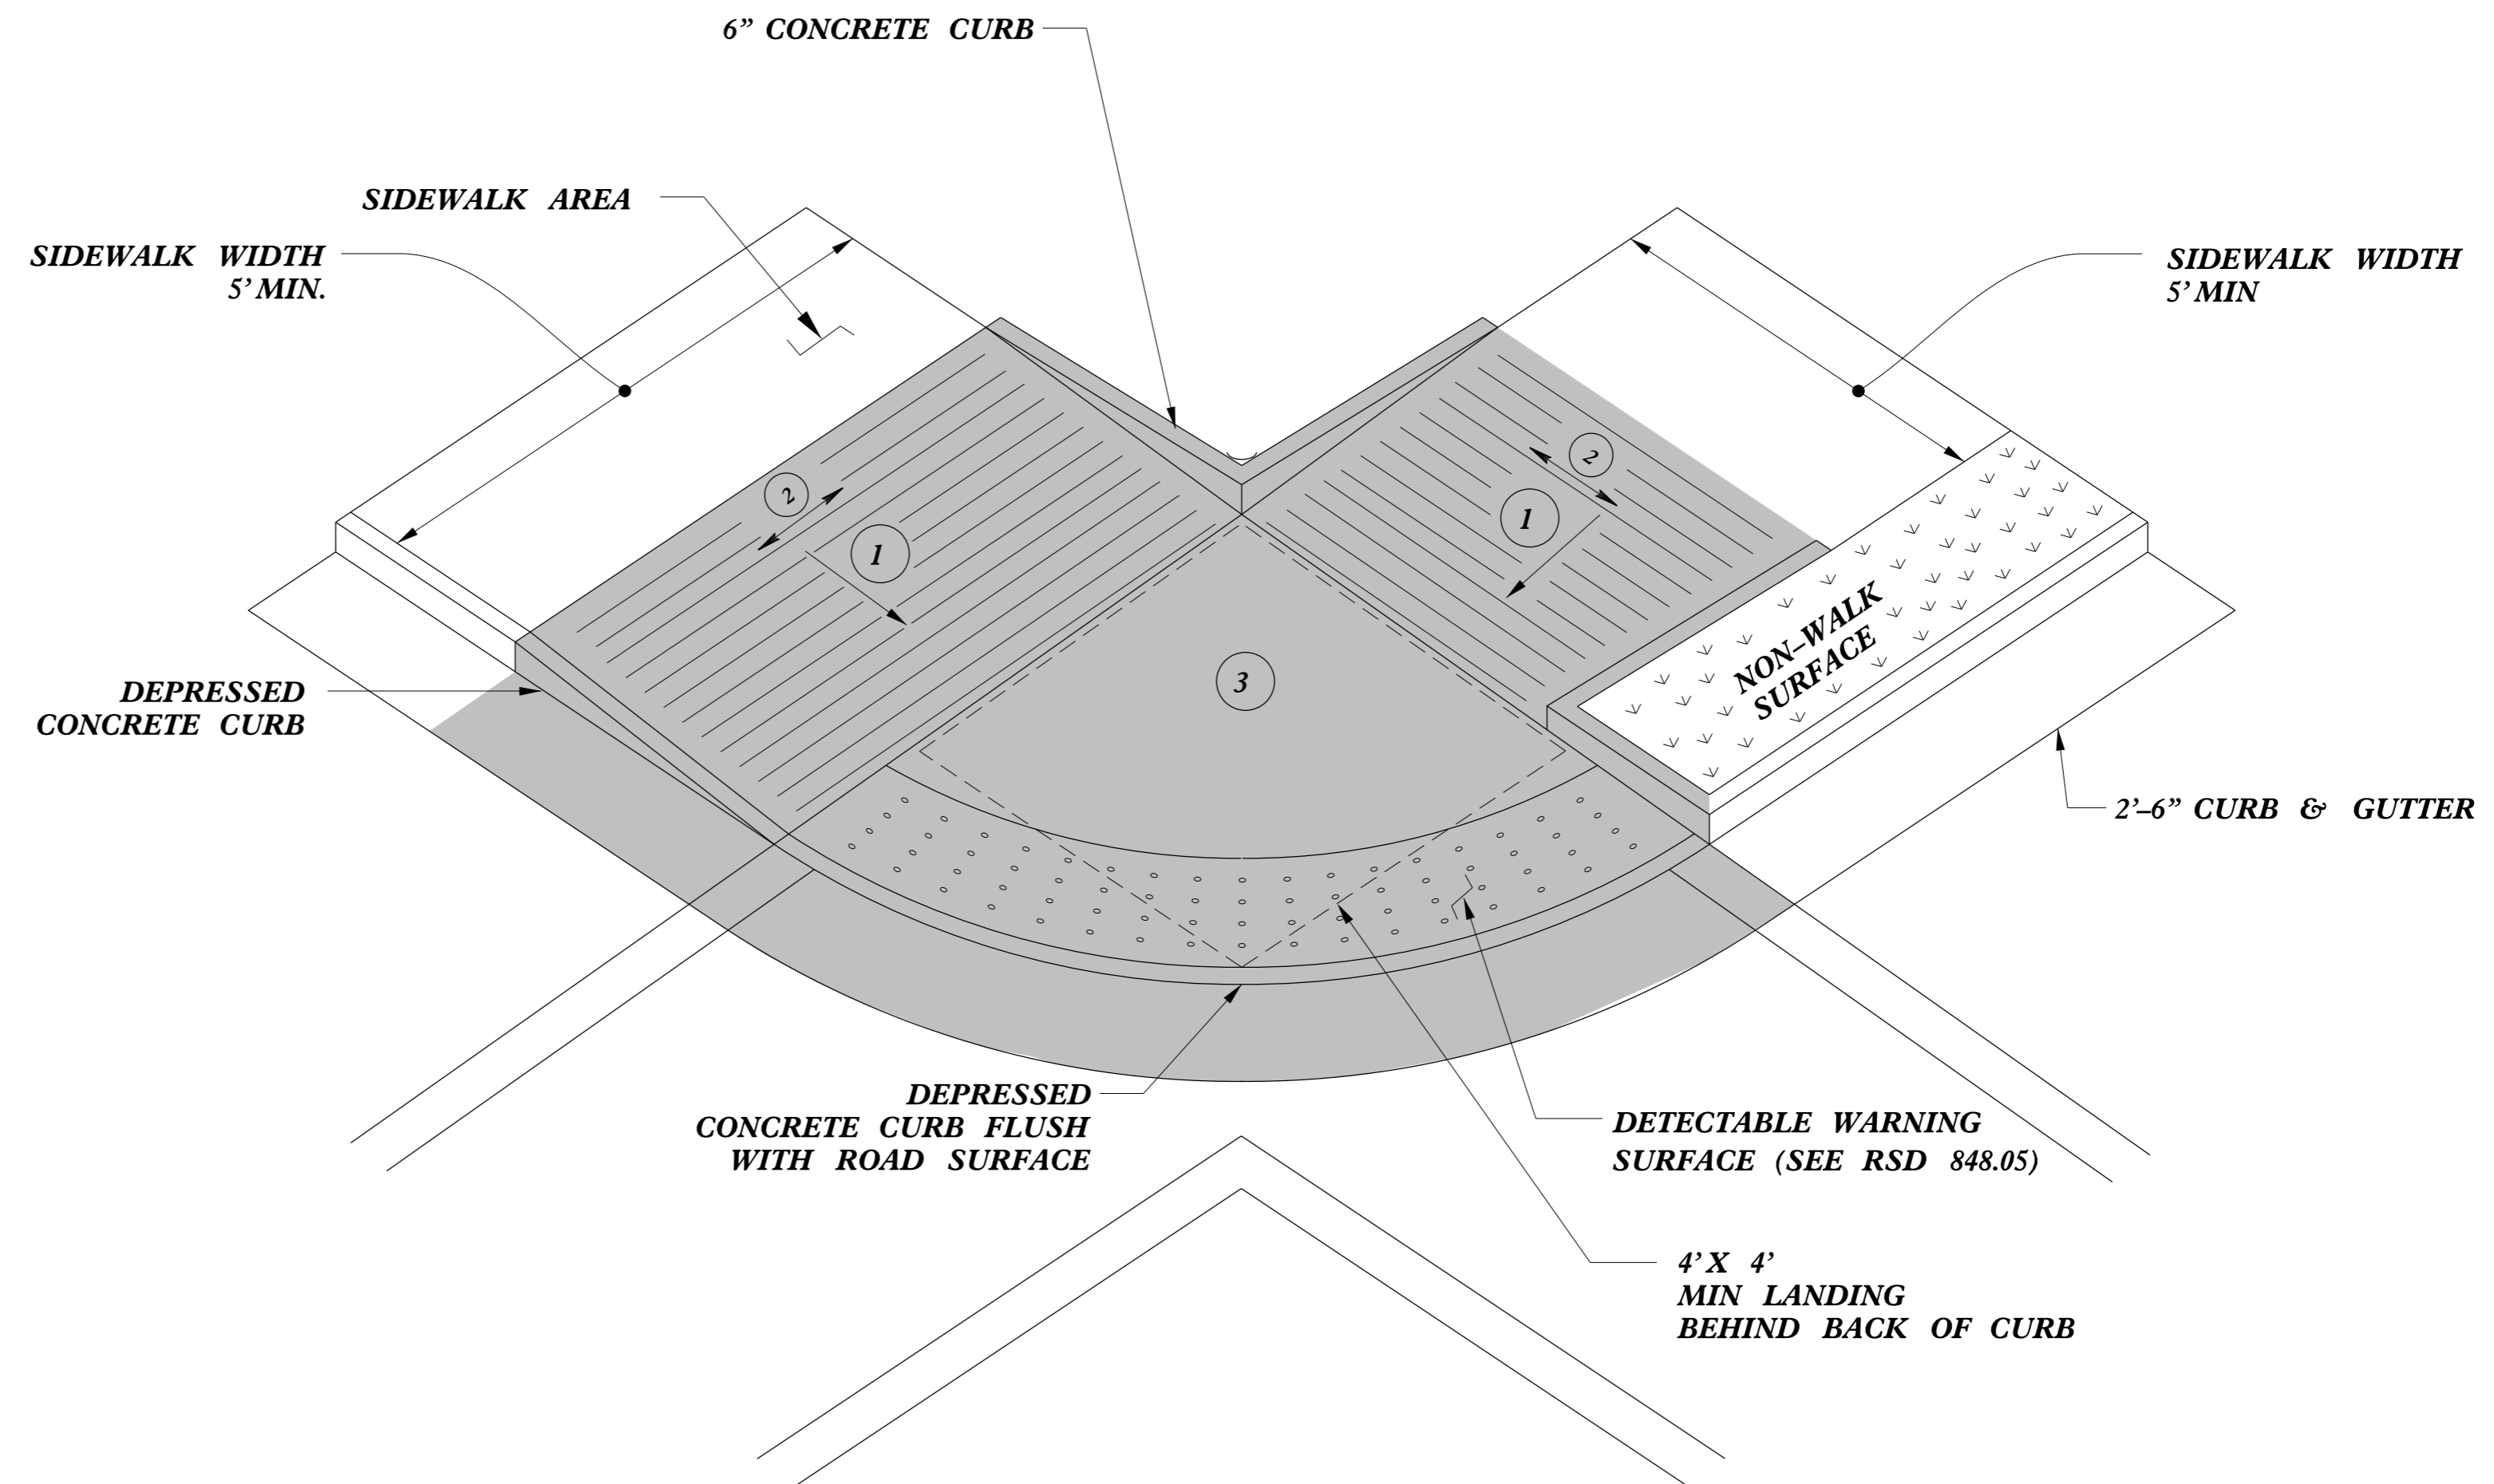 6” CONCRETE CURB
SIDEWALK AREA
SIDEWALK WIDTH
5’ MIN.
SIDEWALK WIDTH
5’ MIN
2
1
2
1
3
NON–WALK
SURFACE
DEPRESSED
CONCRETE CURB
2’–6” CURB & GUTTER
DEPRESSED
CONCRETE CURB FLUSH
WITH ROAD SURFACE
DETECTABLE WARNING
SURFACE (SEE RSD 848.05)
4’ X 4’
MIN LANDING
BEHIND BACK OF CURB